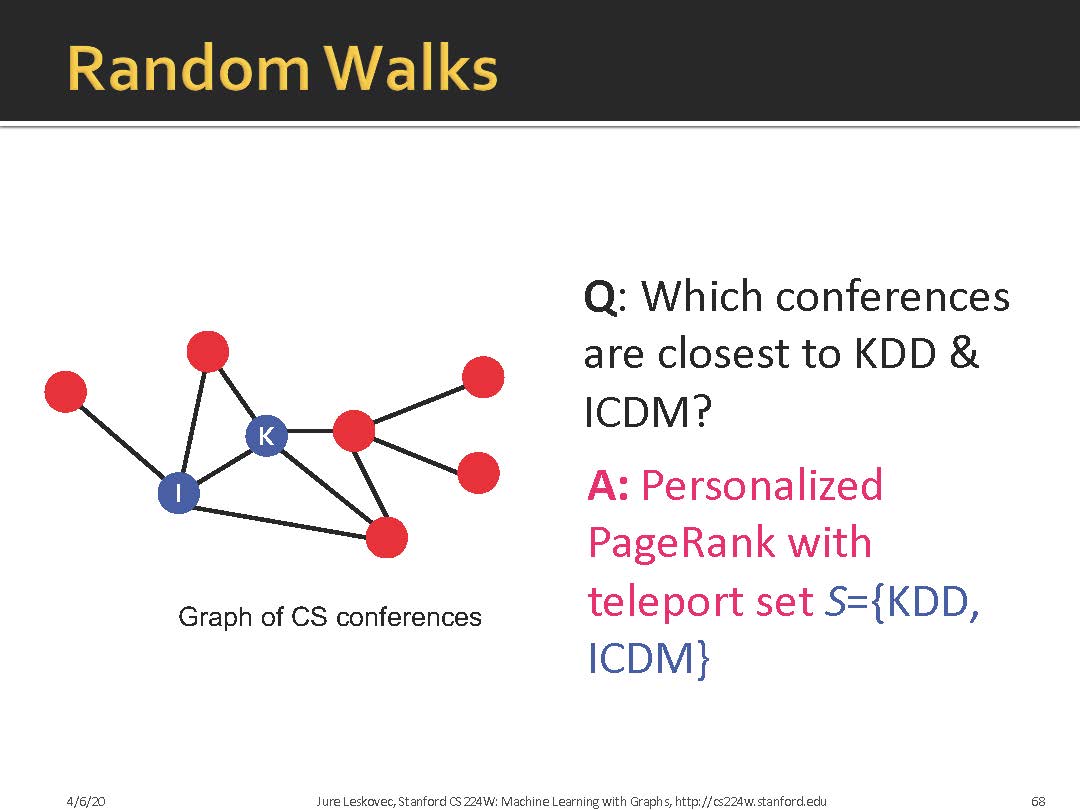 Random Walks
Q: Which conferences
are closest to KDD &
ICDM?
K
I
A: Personalized
PageRank with
teleport set S={KDD,
ICDM}
Graph of CS conferences
4/6/20
Jure Leskovec, Stanford CS224W: Machine Learning with Graphs, http://cs224w.stanford.edu
68